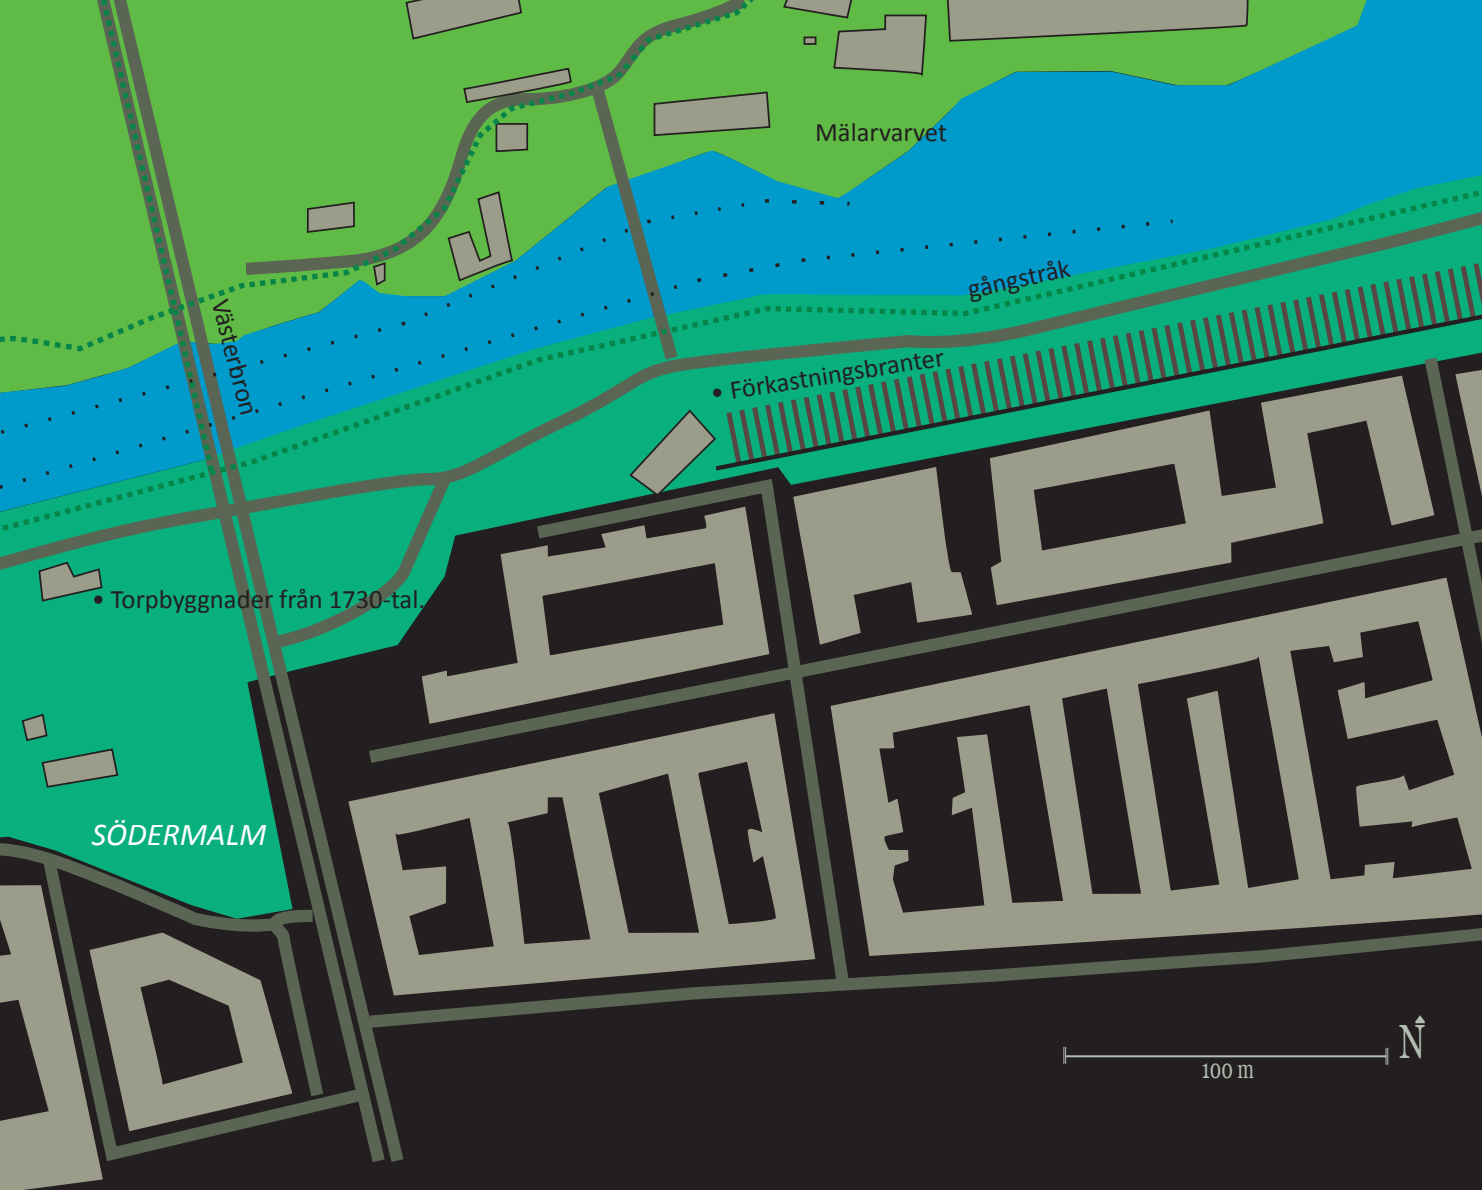 Mälarvarvet
gångstråk
Västerbron
• Förkastningsbranter
• Torpbyggnader från 1730-tal.
SÖDERMALM
N
100 m